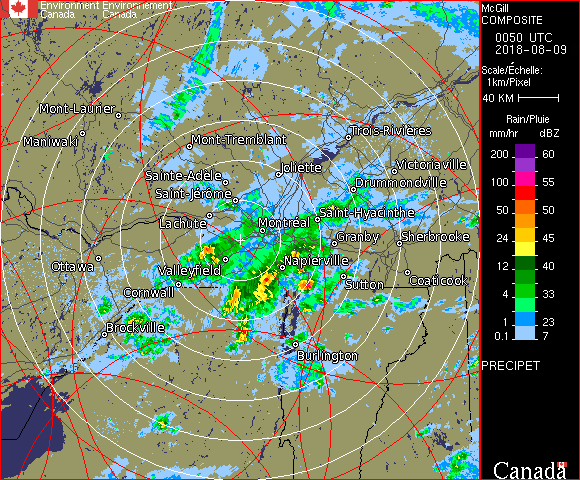 Environment Environnement
Canada Canada
McGill
COMPOSITE
0050 UTC
2018-08-09
Scale/Échelle:
1km/Pixel
40 KM
Rain/Pluie
mm/hr dBZ
200 60
100 55
50 50
24 45
12 40
8 33
4 28
1 23
0.1 7
PRECIPET
Canada
Mont-Laurier
Maniwaki
Mont-Tremblant
Trois-Rivières
Joliette
Victoriaville
Sainte-Adèle
Drummondville
Saint-Jérôme
Saint-Hyacinthe
Lachute
Montréal
Granby
Sherbrooke
Ottawa
Valleyfield
Napierville
Coaticook
Cornwall
Sutton
Brockville
Burlington